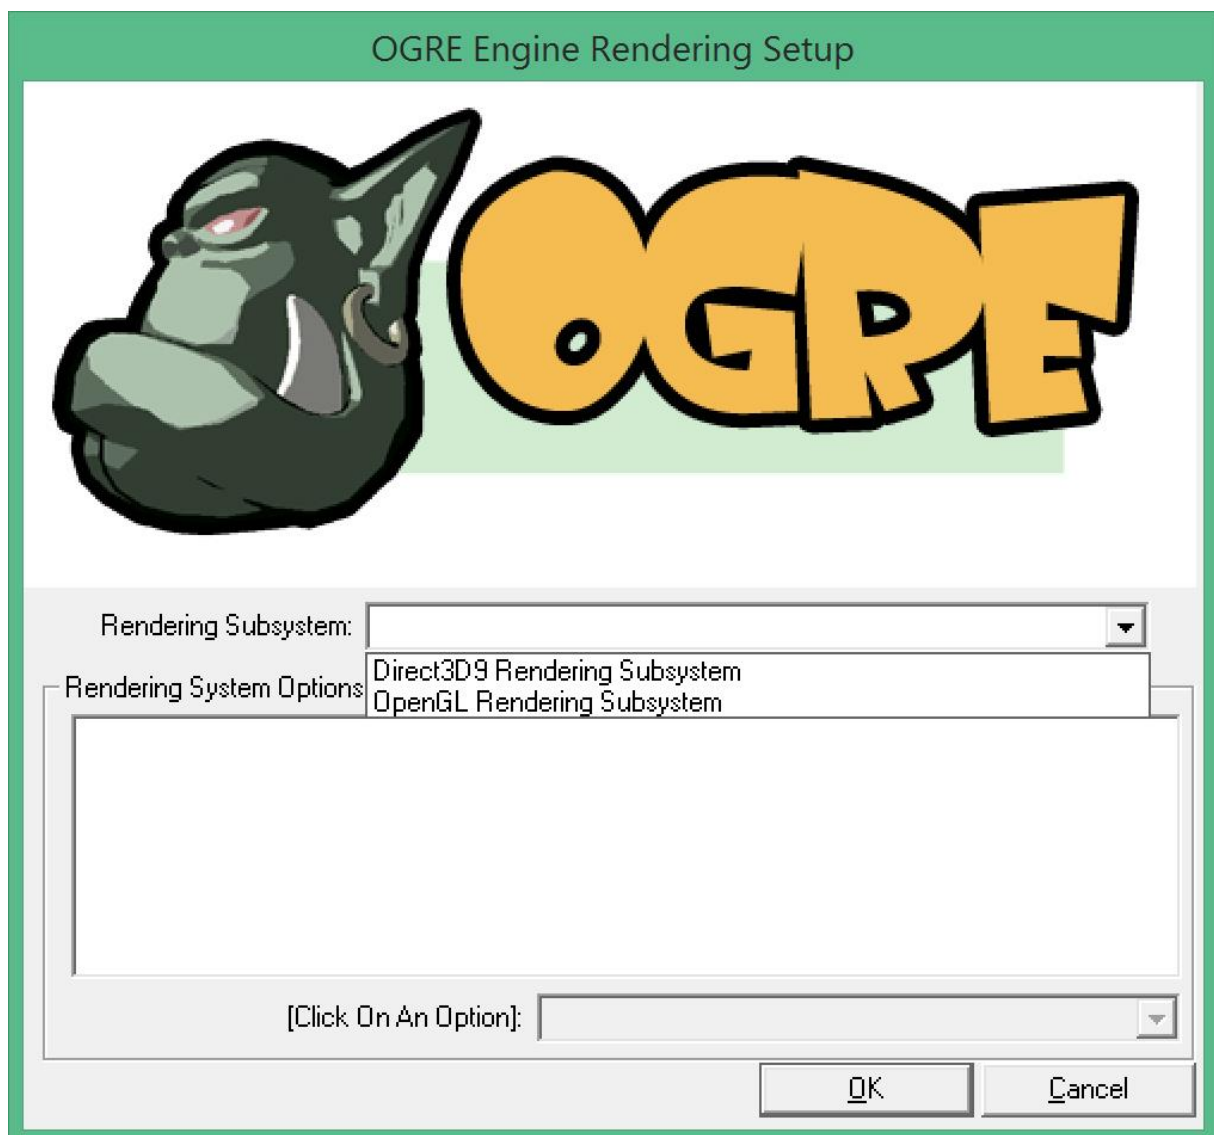 OGRE Engine Rendering Setup
OGRE
Rendering Subsystem:
Direct3D9 Rendering Subsystem
OpenGL Rendering Subsystem
Rendering System Options
[Click On An Option]:
OK
Cancel